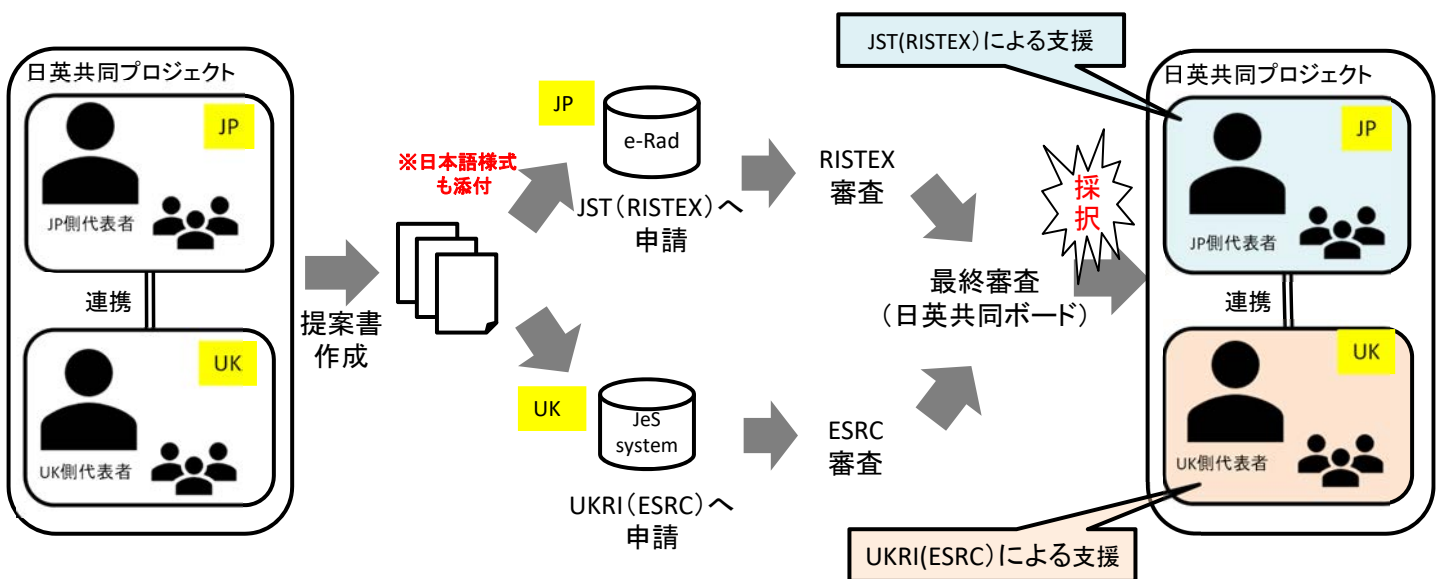 日英共同プロジェクト
JP
JP側代表者
連携
UK
UK側代表者
提案書
作成
※日本語様式
も添付
JP
e-Rad
JST(RISTEX)へ
申請
UK
JeS
system
UKRI(ESRC)へ
申請
RISTEX
審査
ESRC
審査
最終審査
(日英共同ボード)
採
択
JST(RISTEX)による支援
日英共同プロジェクト
JP
JP側代表者
連携
UK
UK側代表者
UKRI(ESRC)による支援